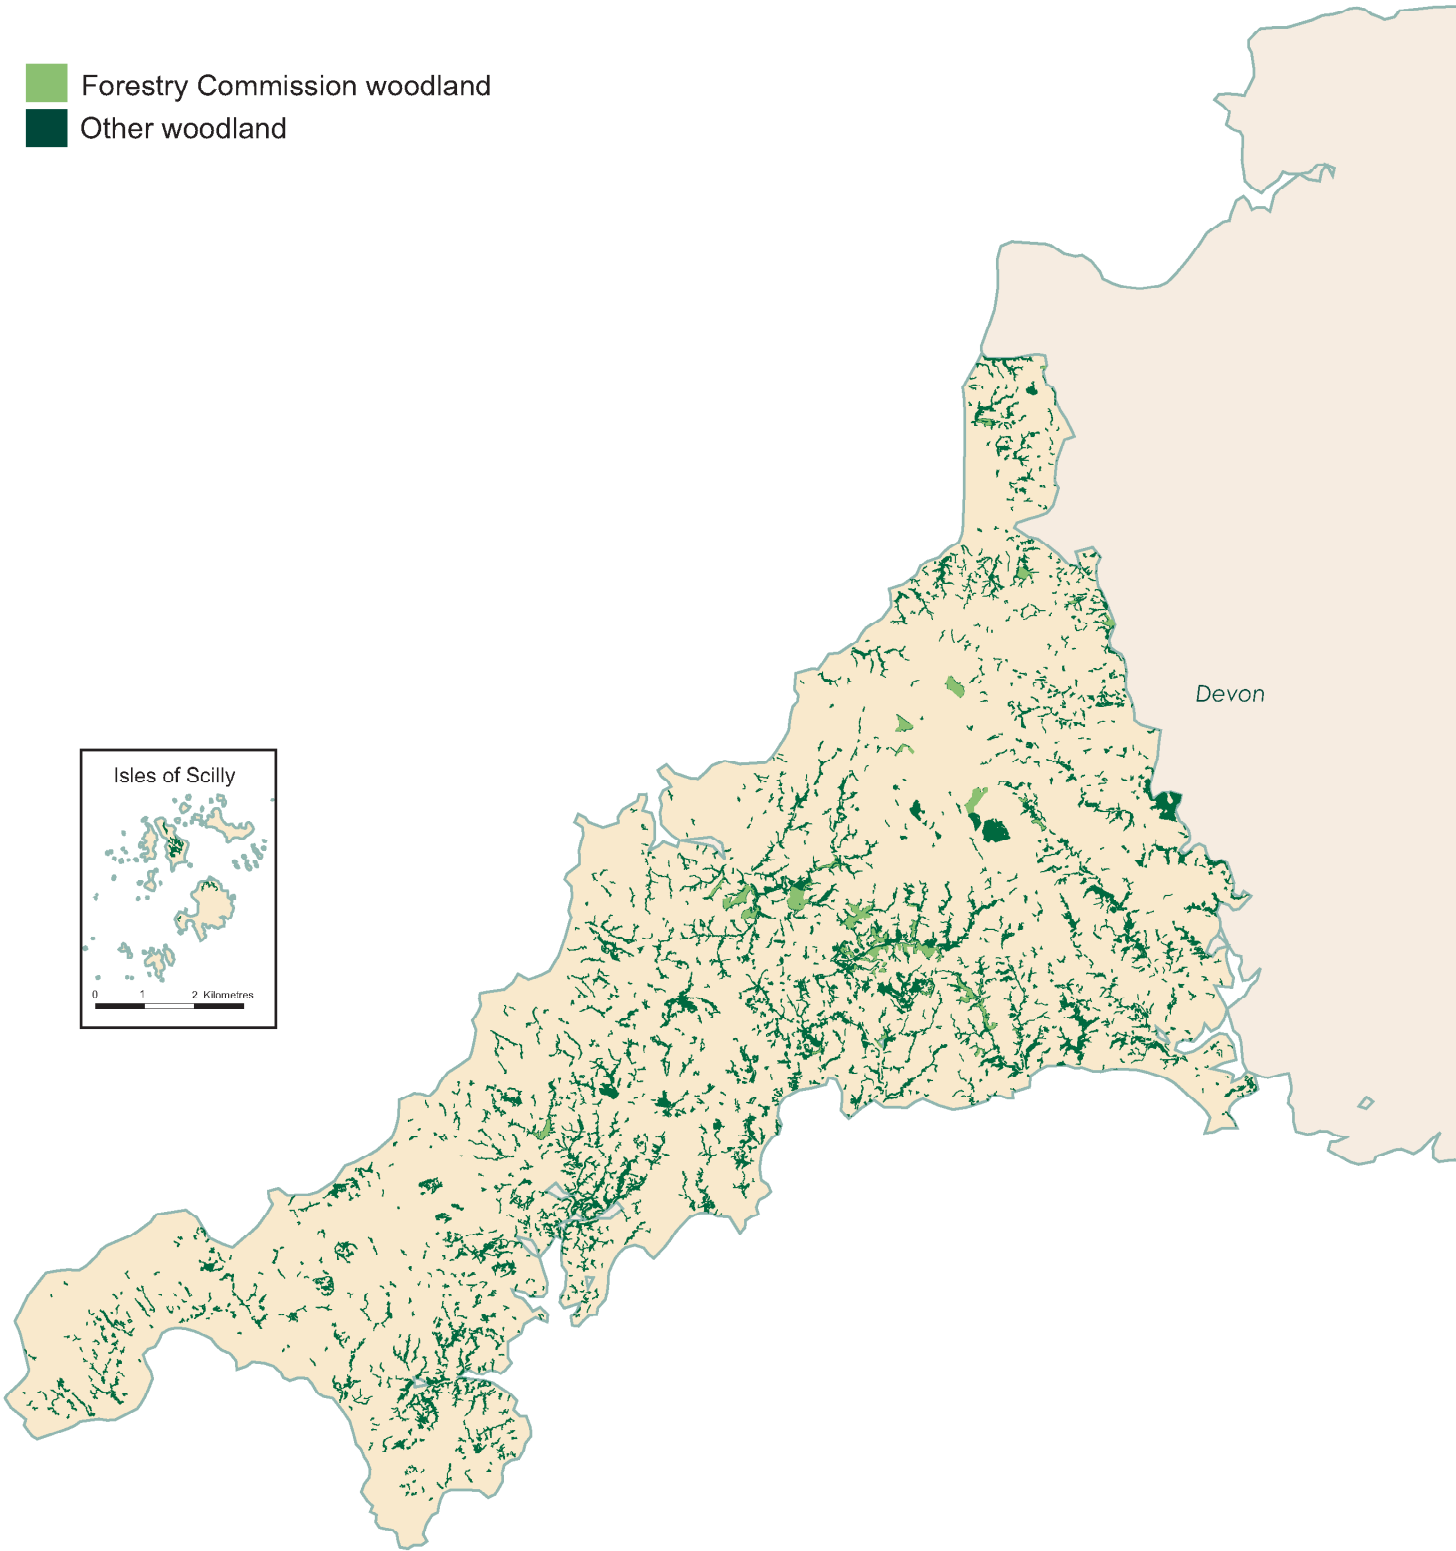 Forestry Commission woodland
Other woodland
Devon
Isles of Scilly
0 1 2 Kilometres